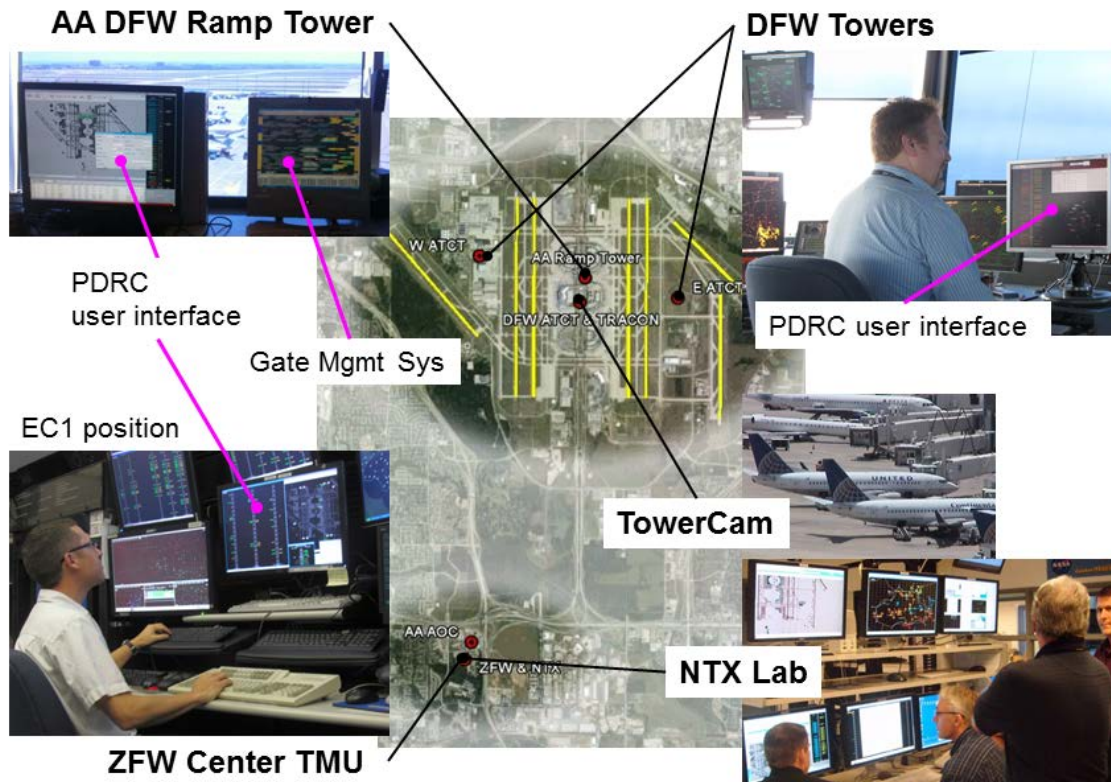 AA DFW Ramp Tower
DFW Towers
W ATCT
AA Ramp Tower
E ATCT
DFW ATCT & TRACON
PDRC
user interface
PDRC user interface
Gate Mgmt Sys
EC1 position
UNITED
TowerCam
AA AOC
ZFW & NTX
NTX Lab
ZFW Center TMU